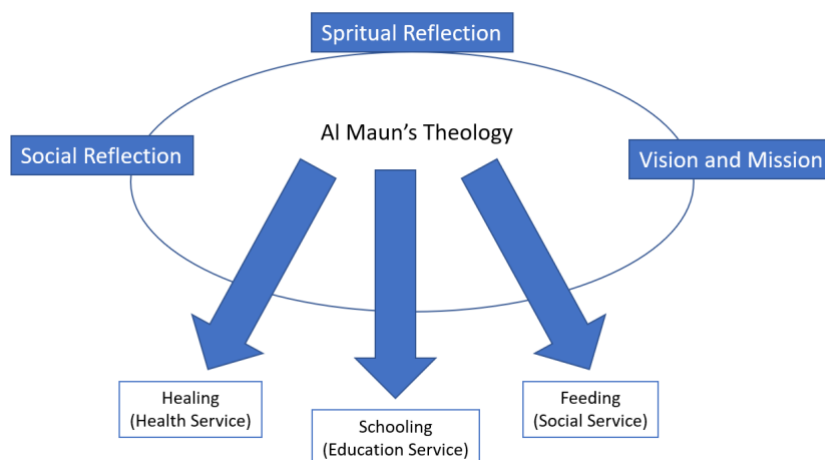 Spritual Reflection
Al Maun's Theology
Social Reflection
Vision and Mission
Healing
(Health Service)
Schooling
(Education Service)
Feeding
(Social Service)